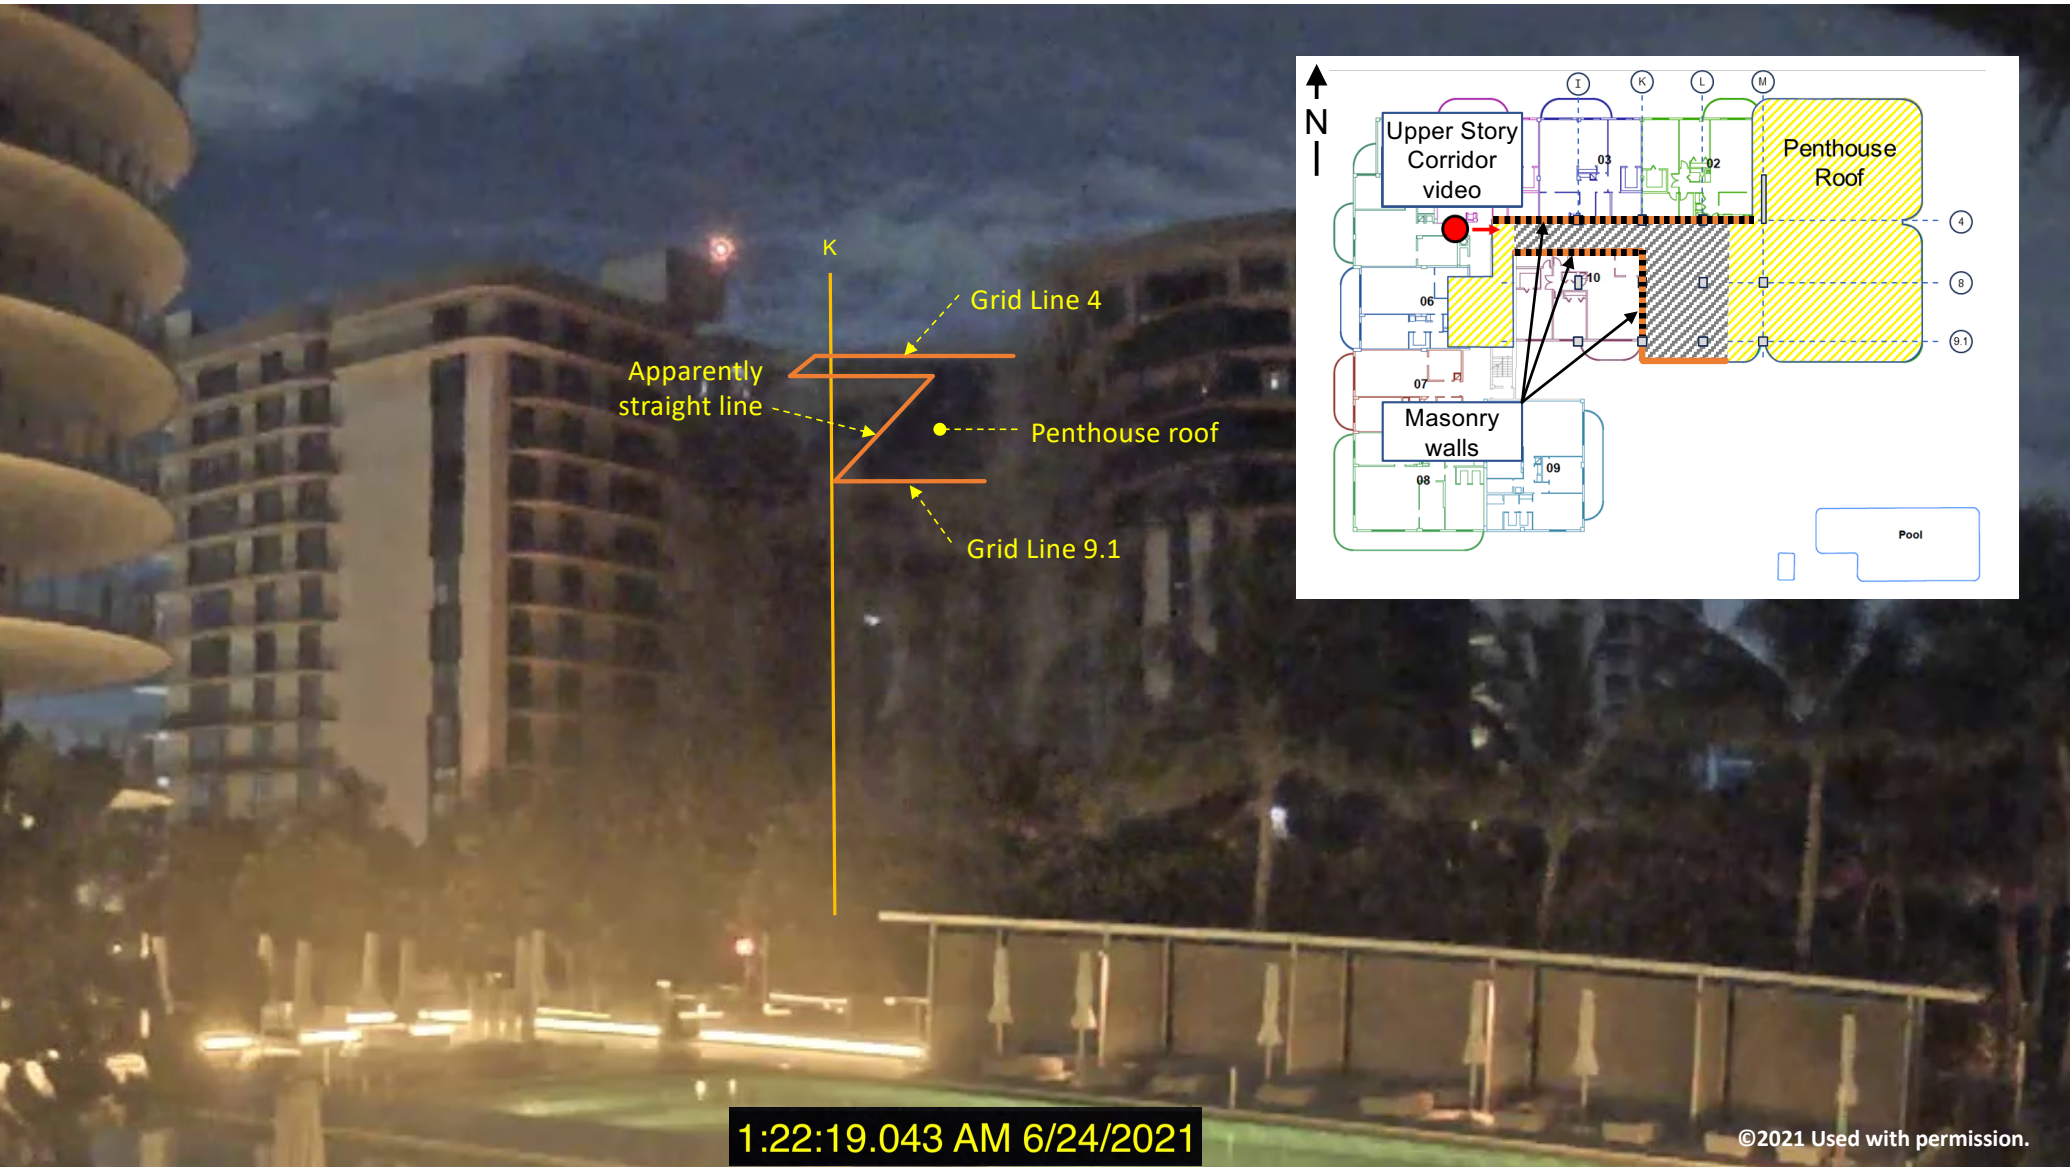 K
Grid Line 4
Apparently
straight line
Penthouse roof
Grid Line 9.1
N
I
K
L
M
Upper Story
Corridor
video
03
02
Penthouse
Roof
4
10
8
06
9.1
07
Masonry
walls
09
08
Pool
1:22:19.043 AM 6/24/2021
©2021 Used with permission.